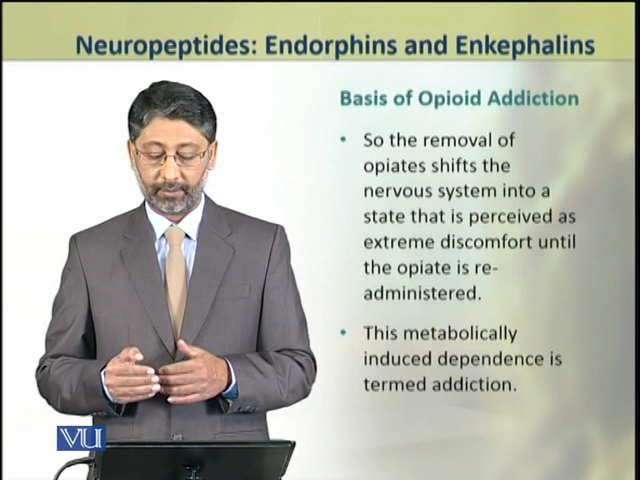 Neuropeptides: Endorphins and Enkephalins
Basis of Opioid Addiction
• So the removal of
opiates shifts the
nervous system into a
state that is perceived as
extreme discomfort until
the opiate is re-
administered.
• This metabolically
induced dependence is
termed addiction.
VU